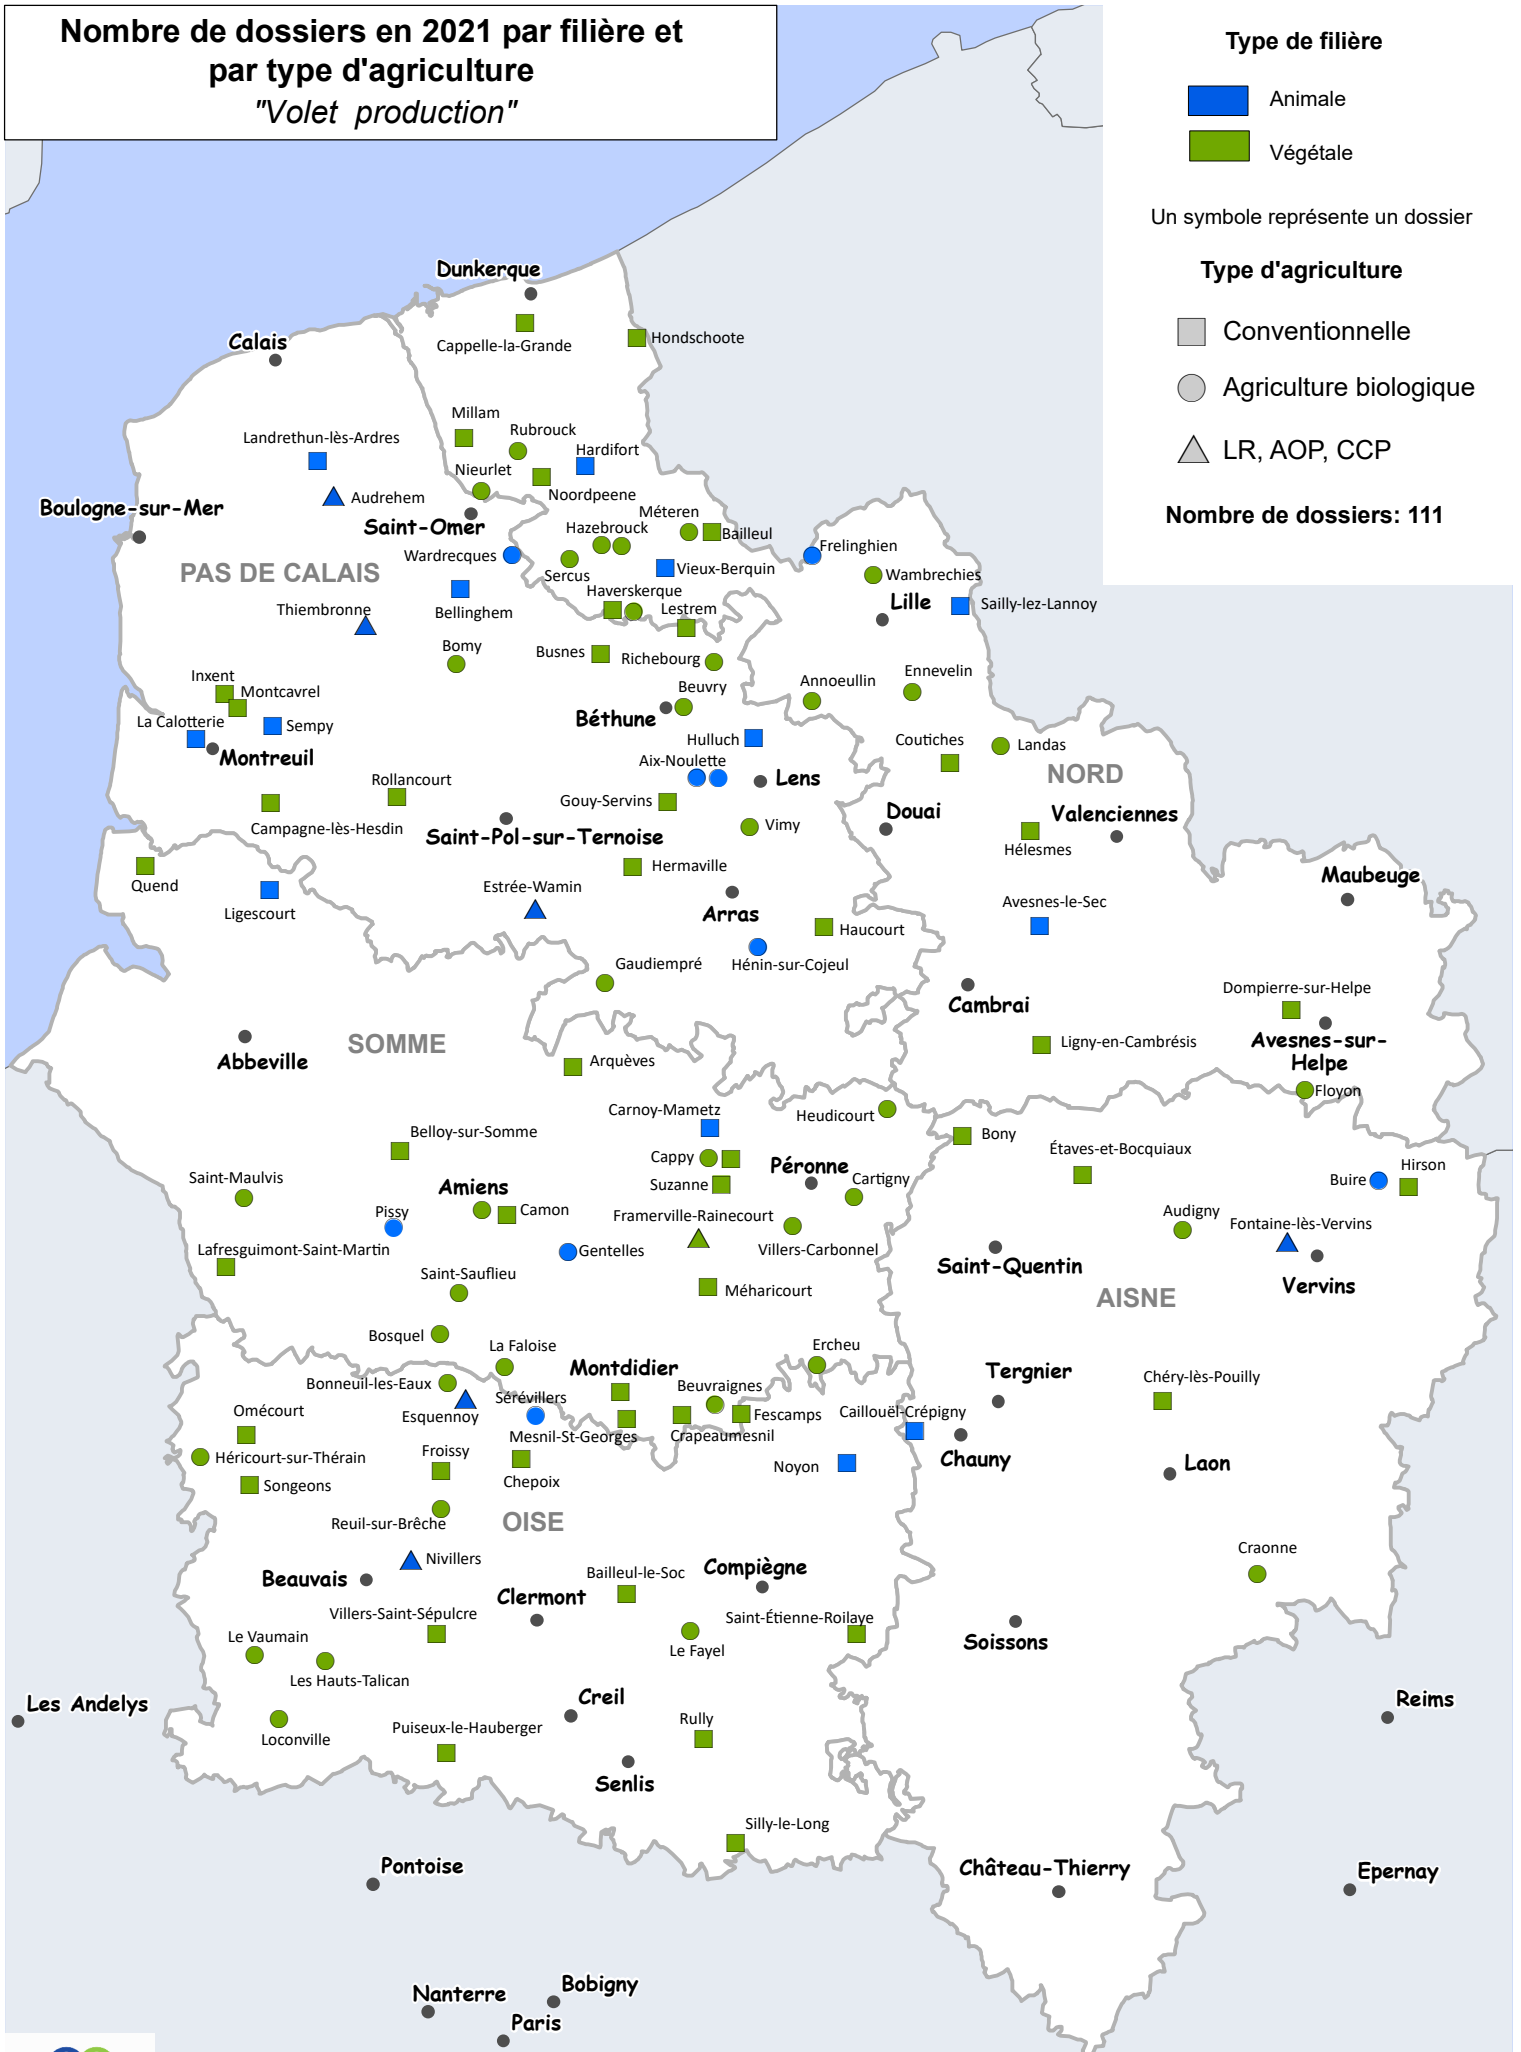 Nombre de dossiers en 2021 par filière et
par type d'agriculture
"Volet production"
Type de filière
Animale
Végétale
Un symbole représente un dossier
Type d'agriculture
Conventionnelle
Agriculture biologique
LR, AOP, CCP
Nombre de dossiers: 111
Dunkerque
Cappelle-la-Grande
Hondschoote
Calais
Millam
Rubrouck
Landrethun-lès-Ardres
Hardifort
Nieurlet
Audrehem
Noordpeene
Boulogne-sur-Mer
Saint-Omer
Méteren
Hazebrouck
Bailleul
Frelinghien
Wardrecques
PAS DE CALAIS
Sercus
Vieux-Berquin
Wambrechies
Haverskerque
Lille
Sailly-lez-Lannoy
Thiembronne
Bellinghem
Lestrem
Bomy
Busnes
Richebourg
Inxent
Montcavrel
Beuvry
Annoeullin
Ennevelin
La Calotterie
Sempy
Béthune
Hulluch
Coutiches
Landas
Montreuil
Aix-Noulette
NORD
Rollancourt
Lens
Gouy-Servins
Campagne-lès-Hesdin
Saint-Pol-sur-Ternoise
Vimy
Douai
Valenciennes
Hélesmes
Hermaville
Quend
Estrée-Wamin
Maubeuge
Ligescourt
Arras
Avesnes-le-Sec
Haucourt
Gaudiempré
Hénin-sur-Cojeul
Cambrai
Dompierre-sur-Helpe
SOMME
Ligny-en-Cambrésis
Avesnes-sur-
Helpe
Abbeville
Arquèves
Floyon
Carnoy-Mametz
Heudicourt
Belloy-sur-Somme
Bony
Étaves-et-Bocquiaux
Saint-Maulvis
Cappy
Péronne
Cartigny
Buire
Hirson
Amiens
Suzanne
Pissy
Camon
Framerville-Rainecourt
Audigny
Fontaine-lès-Vervins
Lafresguimont-Saint-Martin
Gentelles
Villers-Carbonnel
Saint-Quentin
Saint-Sauflieu
Méharicourt
AISNE
Vervins
Bosquel
La Faloise
Ercheu
Montdidier
Tergnier
Chéry-lès-Pouilly
Bonneuil-les-Eaux
Beuvraignes
Esquennoy
Sérévillers
Omécourt
Fescamps
Caillouël-Crépigny
Mesnil-St-Georges
Crapeaumesnil
Héricourt-sur-Thérain
Froissy
Noyon
Chauny
Laon
Songeons
Chepoix
Reuil-sur-Brêche
OISE
Craonne
Nivillers
Beauvais
Bailleul-le-Soc
Compiègne
Clermont
Villers-Saint-Sépulcre
Saint-Étienne-Roilaye
Le Vaumain
Le Fayel
Soissons
Les Hauts-Talican
Les Andelys
Creil
Reims
Loconville
Puiseux-le-Hauberger
Rully
Senlis
Silly-le-Long
Pontoise
Château-Thierry
Epernay
Nanterre
Bobigny
Paris